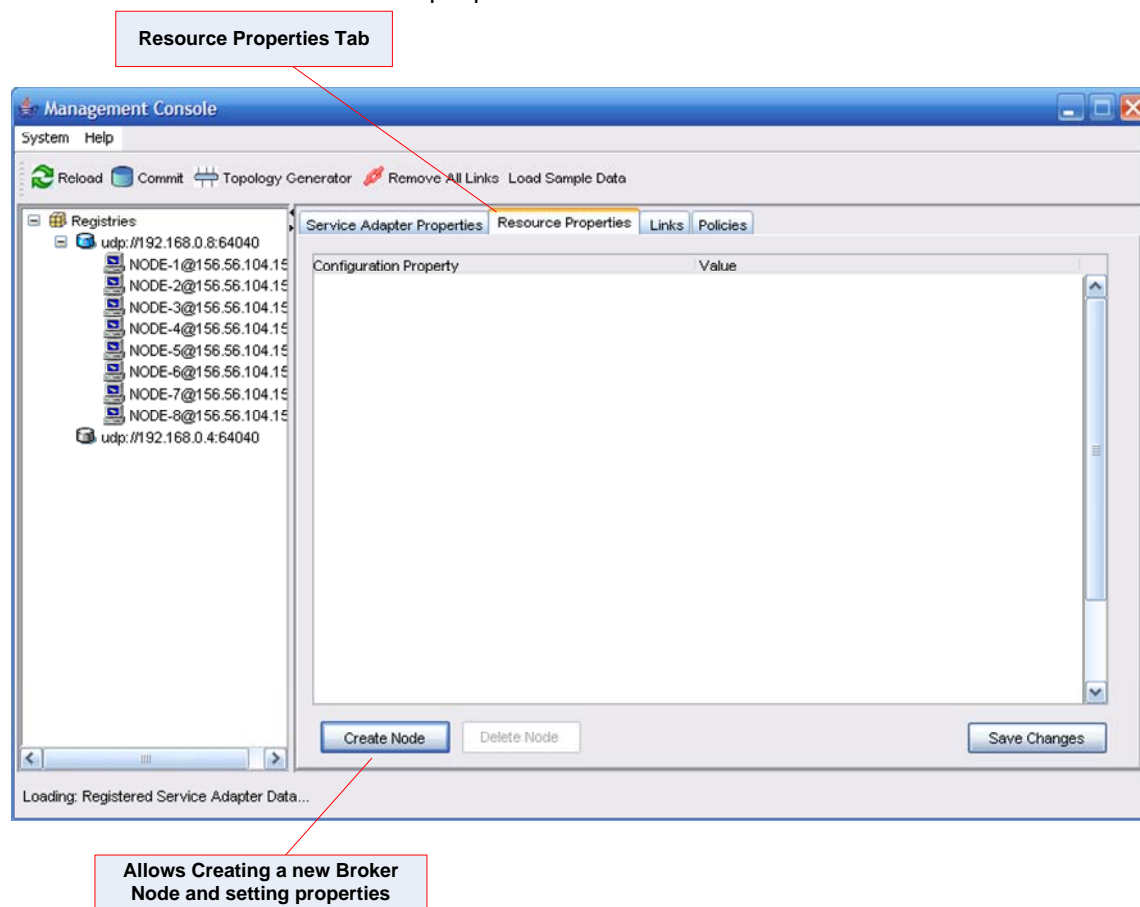 Resource Properties Tab
Management Console
System Help
Reload Commit Topology Generator Remove All Links Load Sample Data
Registries
udp://192.168.0.8:64040
NODE-1@156.56.104.15
NODE-2@156.56.104.15
NODE-3@156.56.104.15
NODE-4@156.56.104.15
NODE-5@156.56.104.15
NODE-6@156.56.104.15
NODE-7@156.56.104.15
NODE-8@156.56.104.15
udp://192.168.0.4:64040
Service Adapter Properties Resource Properties Links Policies
Configuration Property Value
Create Node Delete Node Save Changes
Loading: Registered Service Adapter Data...
Allows Creating a new Broker
Node and setting properties